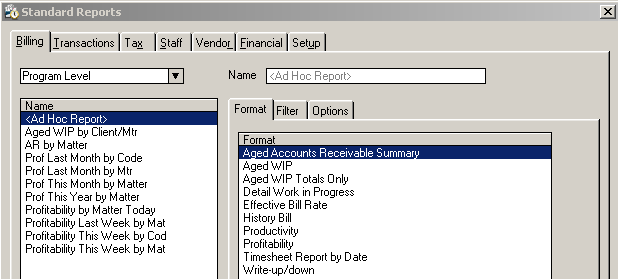 Standard Reports
Billing Transactions Tax Staff Vendor Financial Setup
Program Level
Name <Ad Hoc Report>
Name
<Ad Hoc Report>
Aged WIP by Client/Mtr
AR by Matter
Prof Last Month by Code
Prof Last Month by Mtr
Prof This Month by Matter
Prof This Year by Matter
Profitability by Matter Today
Profitability Last Week by Mat
Profitability This Week by Cod
Profitability This Week by Mat
Format Filter Options
Format
Aged Accounts Receivable Summary
Aged WIP
Aged WIP Totals Only
Detail Work in Progress
Effective Bill Rate
History Bill
Productivity
Profitability
Timesheet Report by Date
Write-up/down